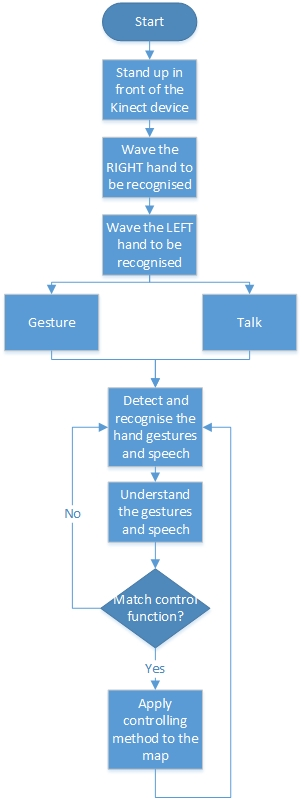 Start
Stand up in
front of the
Kinect device
Wave the
RIGHT hand to
be recognised
Wave the LEFT
hand to be
recognised
Gesture
Talk
Detect and
recognise the
hand gestures
and speech
Understand
the gestures
and speech
No
Match control
function?
Yes
Apply
controlling
method to the
map